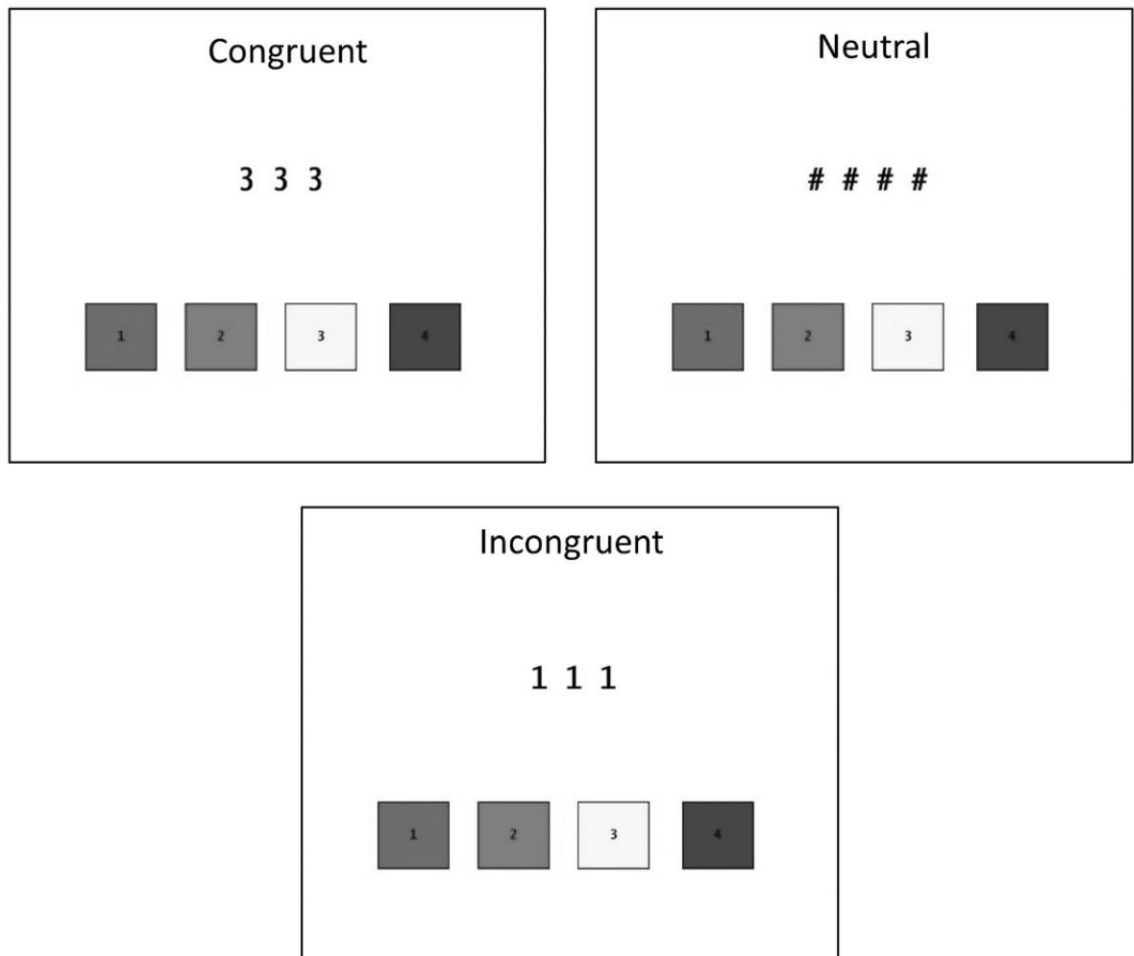 Congruent
3 3 3
1 2 3 4
Neutral
# # # #
1 2 3 4
Incongruent
1 1 1
1 2 3 4